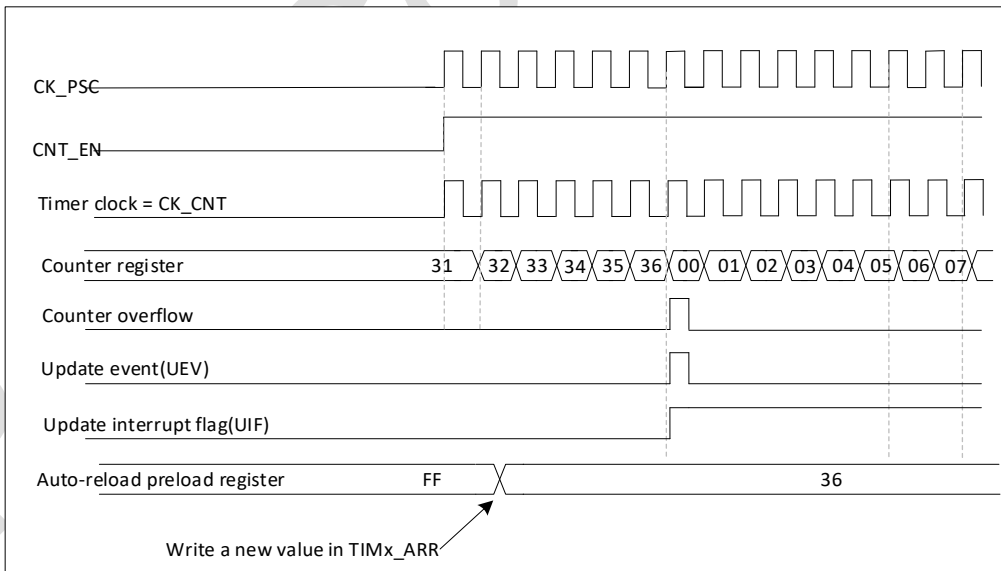 CK_PSC
CNT_EN
Timer clock = CK_CNT
Counter register 31 32 33 34 35 36 00 01 02 03 04 05 06 07
Counter overflow
Update event(UEV)
Update interrupt flag(UIF)
Auto-reload preload register FF 36
Write a new value in TIMx_ARR